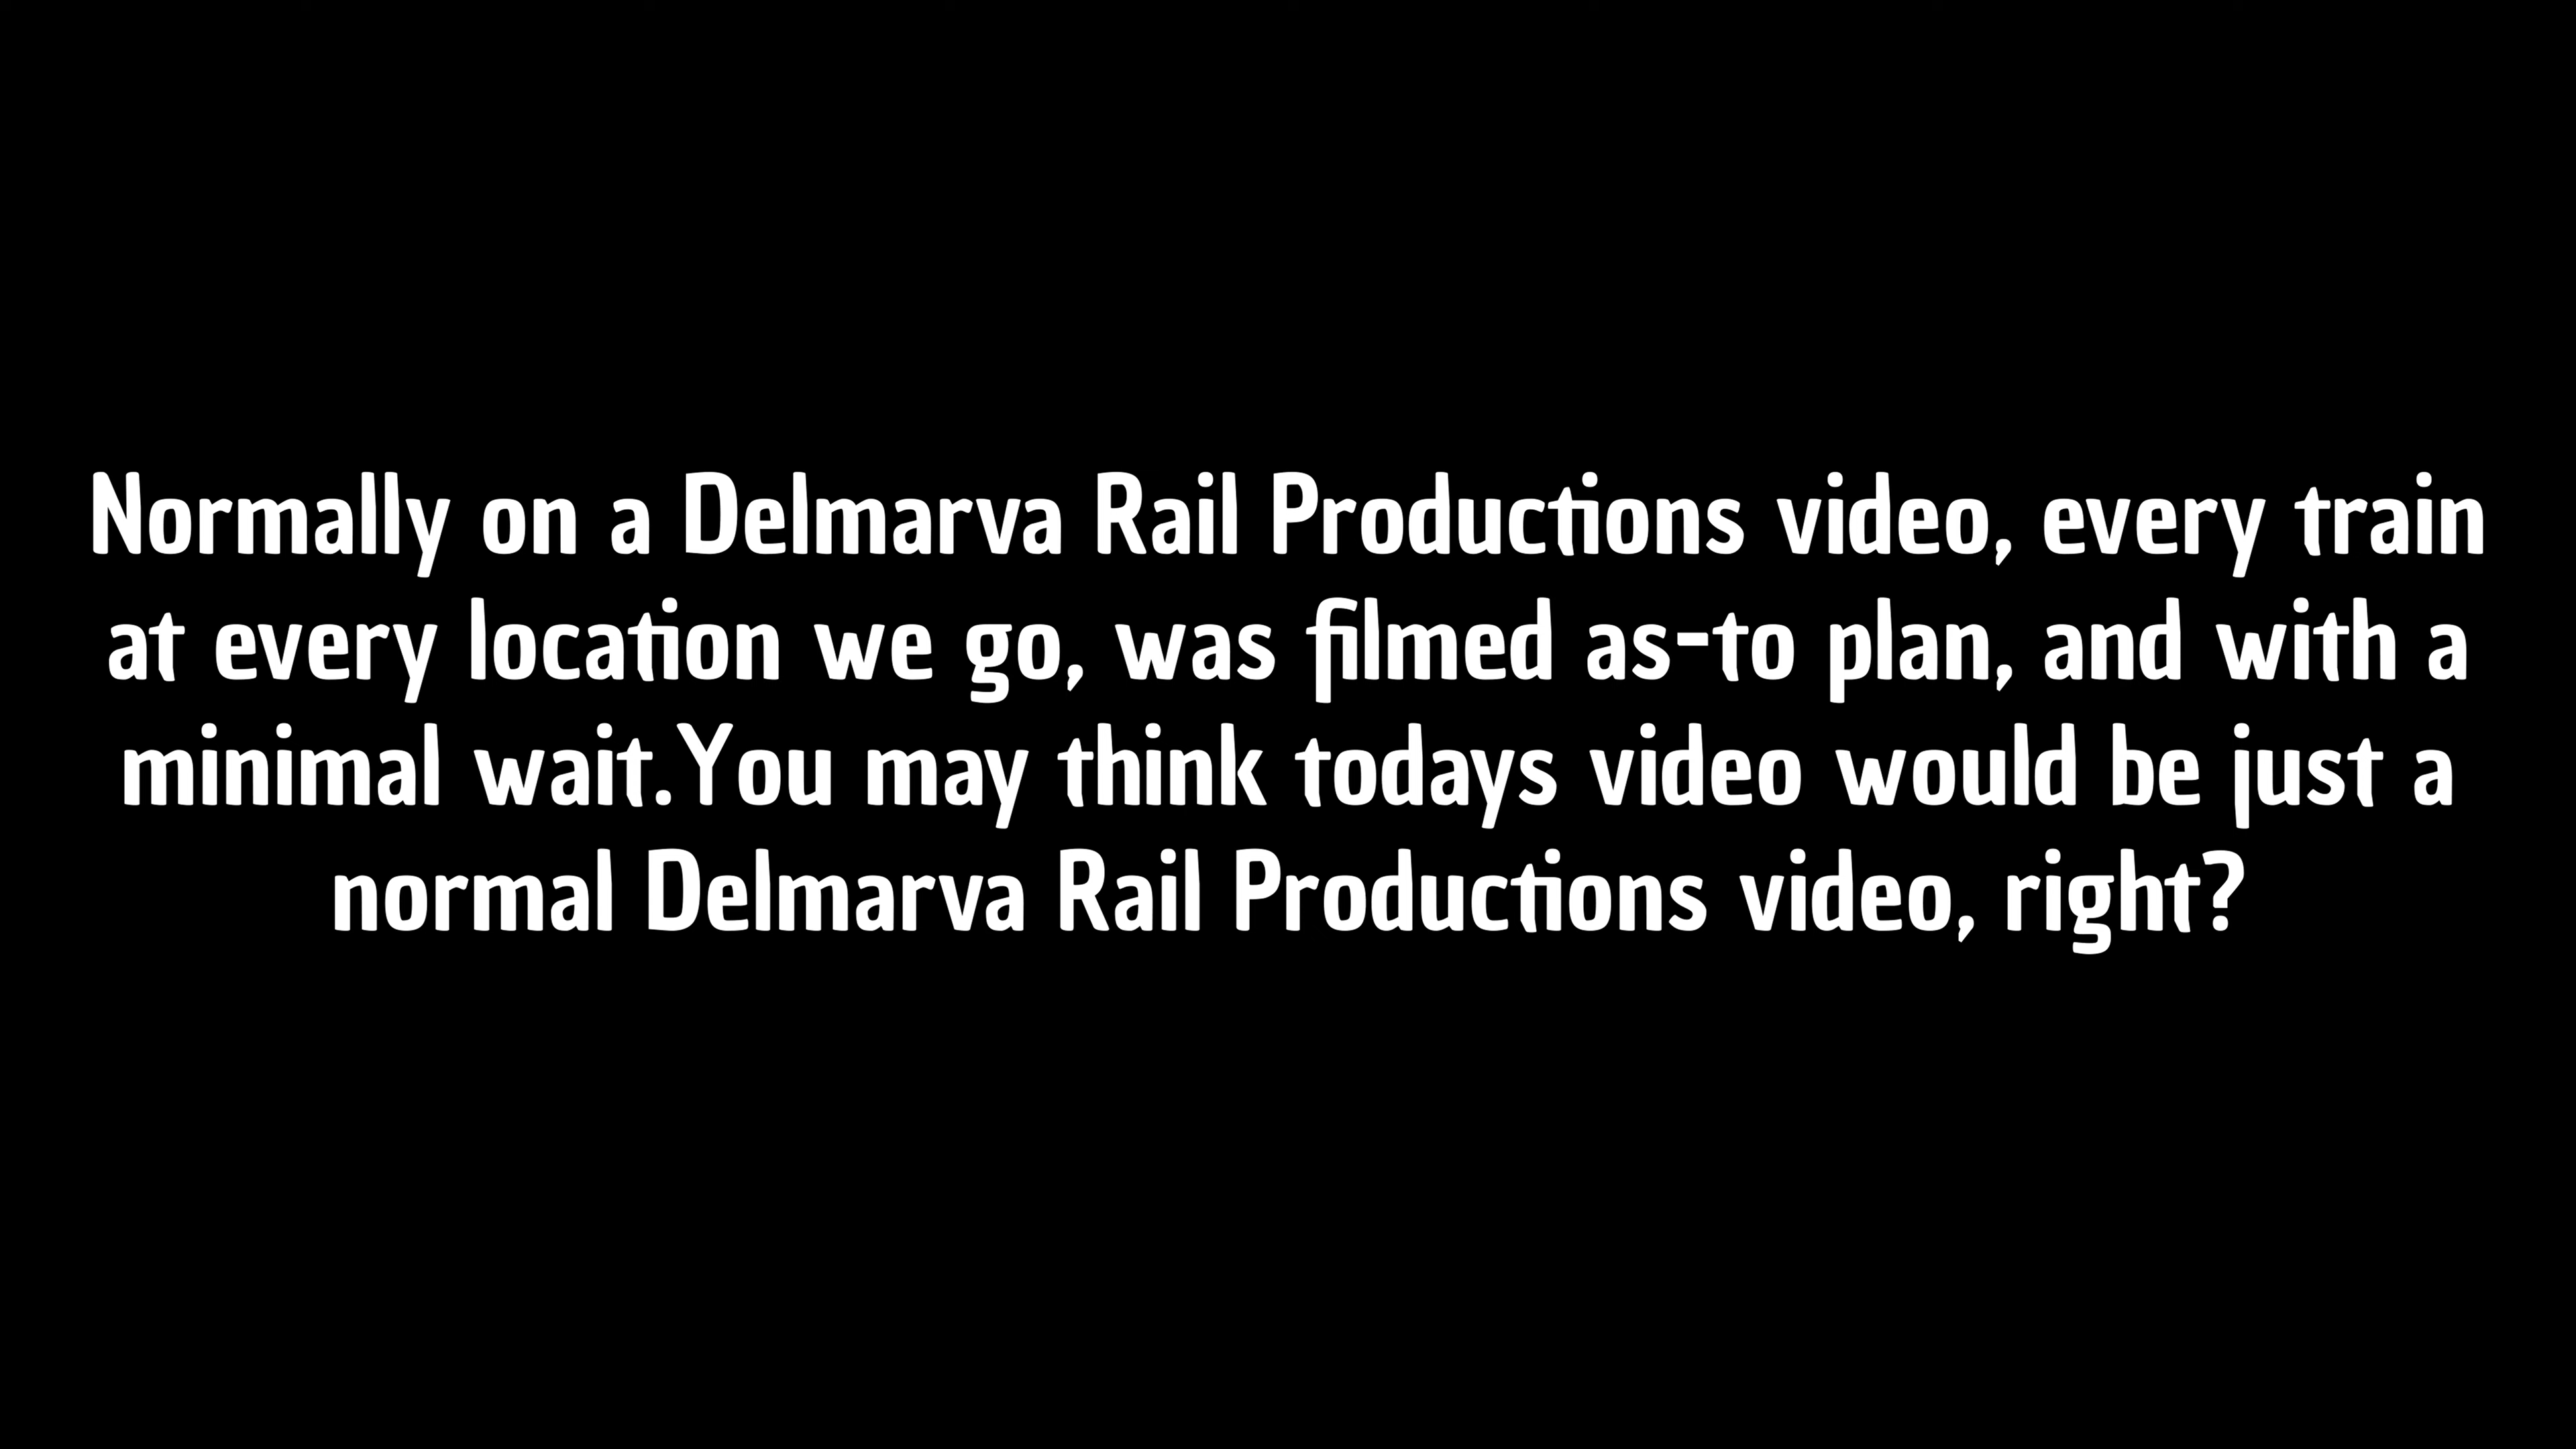 Normally on a Delmarva Rail Productions video, every train
at every location we go, was filmed as-to plan, and with a
minimal wait.You may think todays video would be just a
normal Delmarva Rail Productions video, right?